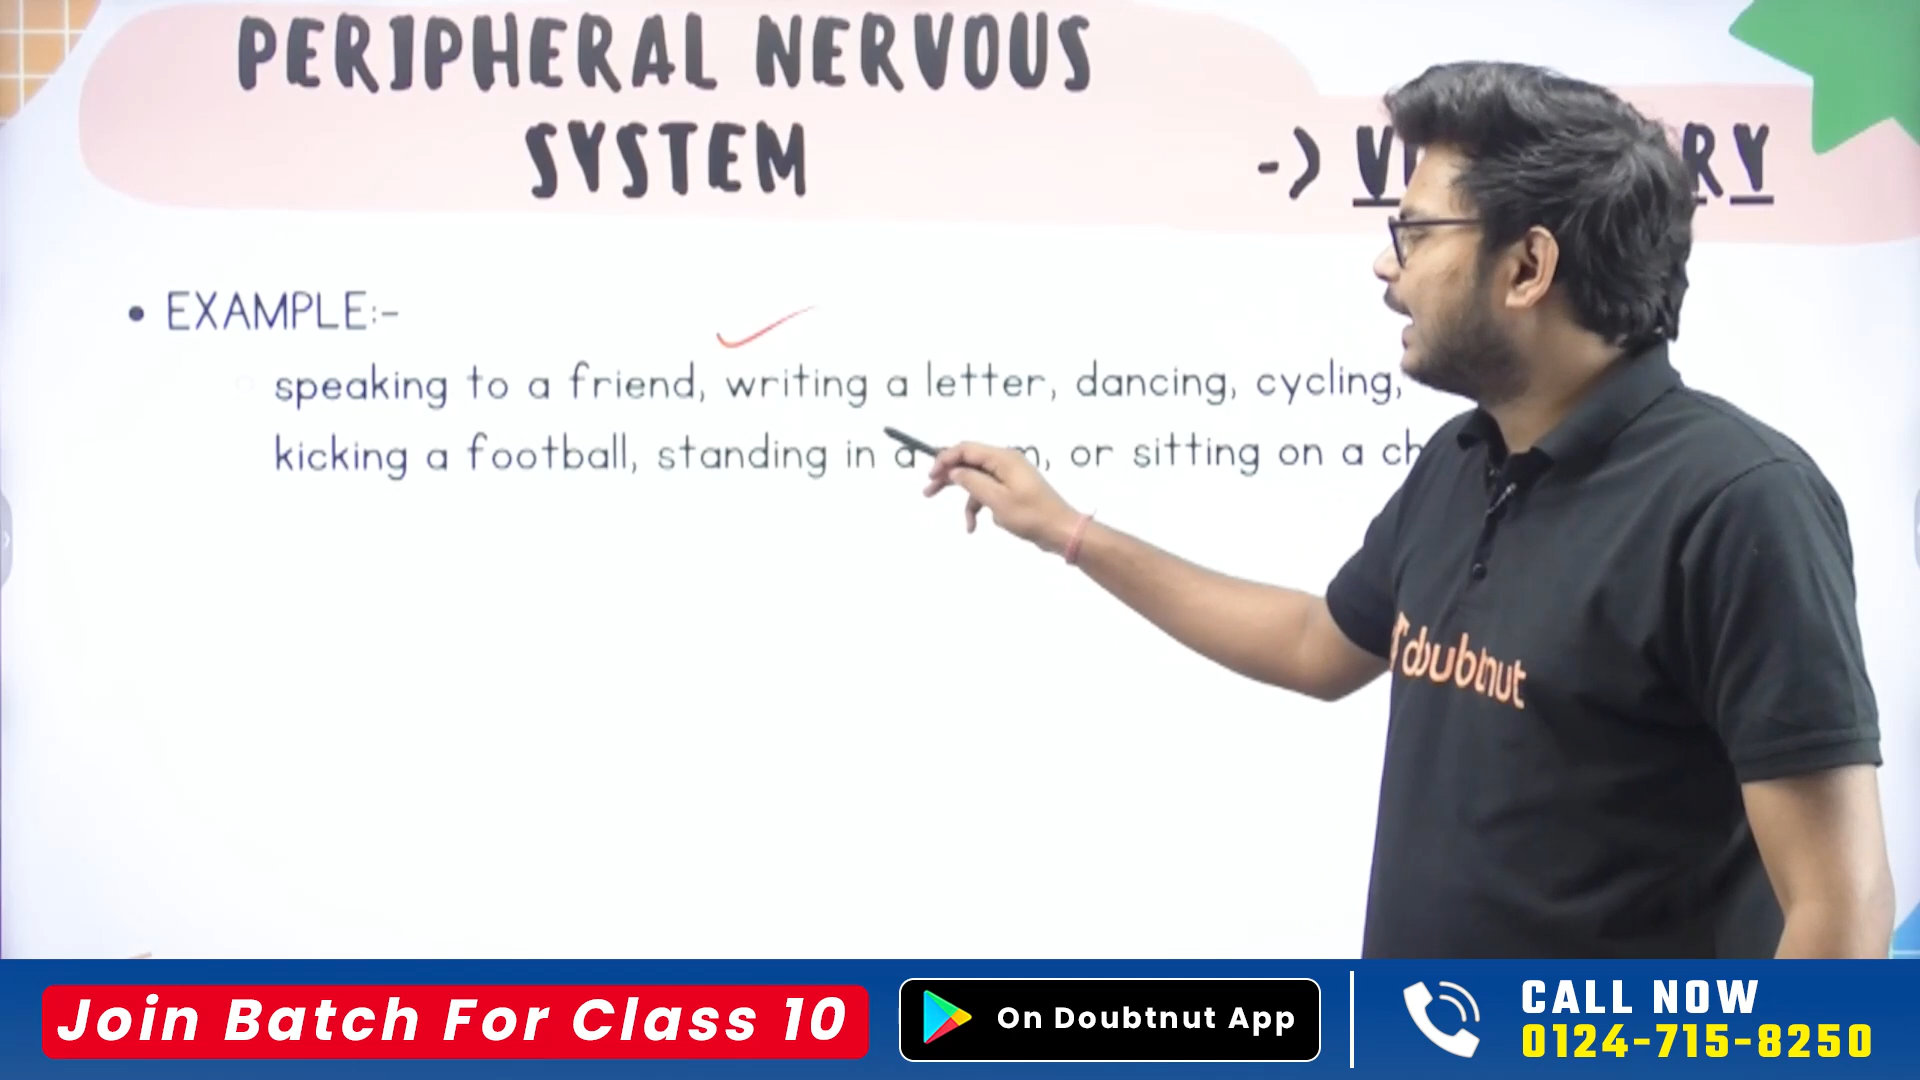 PERIPHERAL NERVOUS
SYSTEM
-> V RY
• EXAMPLE:-
speaking to a friend, writing a letter, dancing, cycling,
kicking a football, standing in a, or sitting on a ch
doubtnut
Join Batch For Class 10
On Doubtnut App
CALL NOW
0124-715-8250